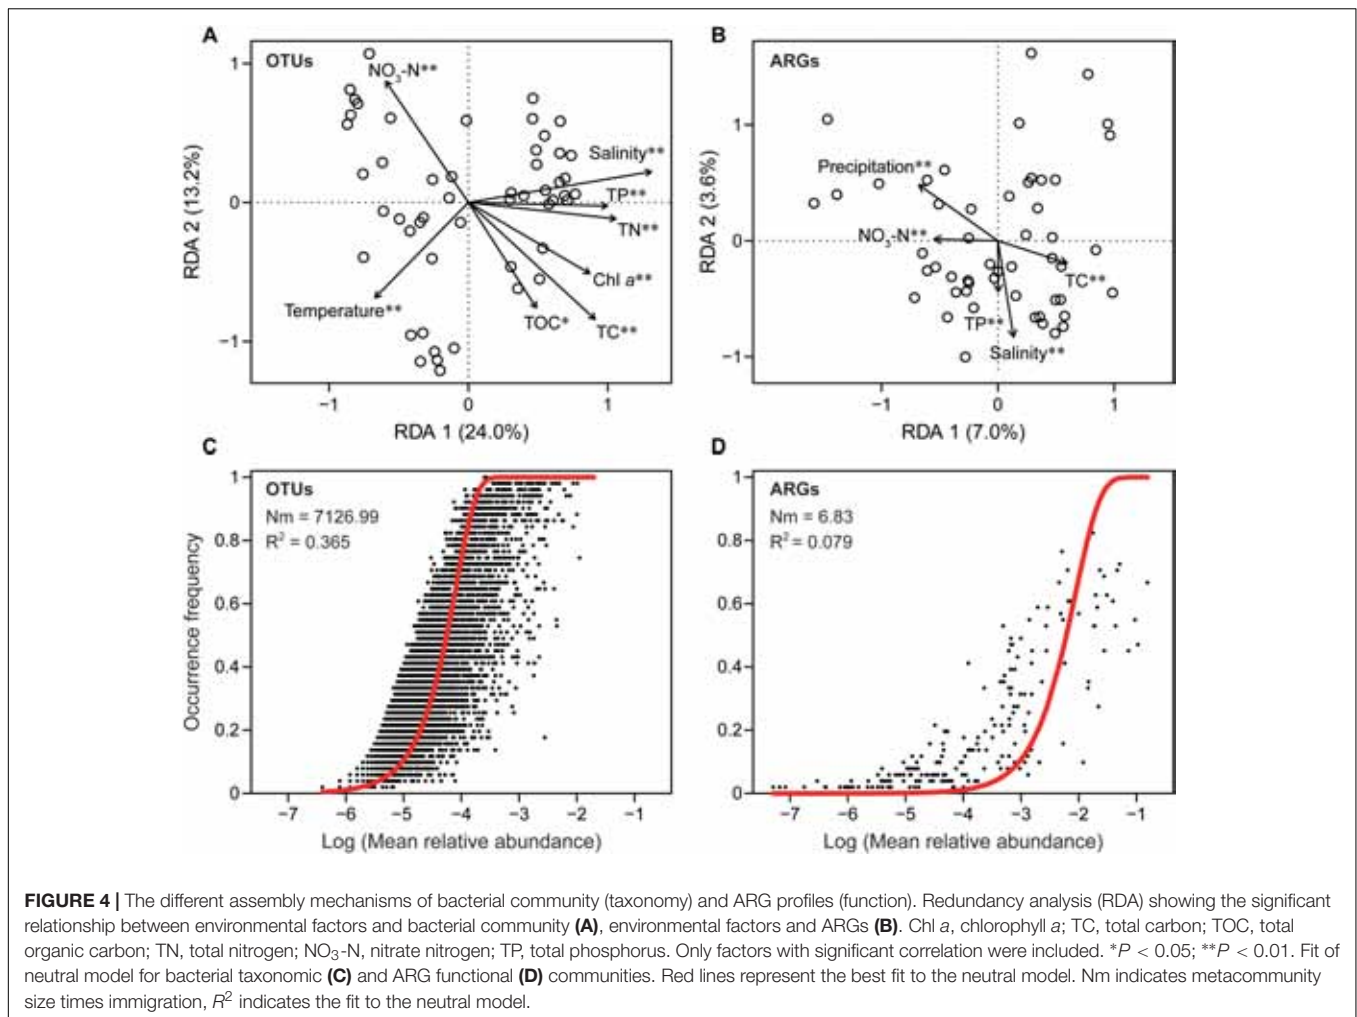 A
OTUs
NO3-N**
Salinity**
TP**
TN**
Chl a**
TC**
TOC*
Temperature**
1
0
−1
−1
0
1
RDA 2 (13.2%)
RDA 1 (24.0%)
B
ARGs
Precipitation**
NO3-N**
TC**
TP**
Salinity**
1
0
−1
−1
0
1
RDA 2 (3.6%)
RDA 1 (7.0%)
C
OTUs
Nm = 7126.99
R2 = 0.365
1
0.8
0.6
0.4
0.2
0
−7
−6
−5
−4
−3
−2
−1
Occurrence frequency
Log (Mean relative abundance)
D
ARGs
Nm = 6.83
R2 = 0.079
1
0.8
0.6
0.4
0.2
0
−7
−6
−5
−4
−3
−2
−1
Log (Mean relative abundance)
FIGURE 4 | The different assembly mechanisms of bacterial community (taxonomy) and ARG profiles (function). Redundancy analysis (RDA) showing the significant
relationship between environmental factors and bacterial community (A), environmental factors and ARGs (B). Chl a, chlorophyll a; TC, total carbon; TOC, total
organic carbon; TN, total nitrogen; NO3-N, nitrate nitrogen; TP, total phosphorus. Only factors with significant correlation were included. *P < 0.05; **P < 0.01. Fit of
neutral model for bacterial taxonomic (C) and ARG functional (D) communities. Red lines represent the best fit to the neutral model. Nm indicates metacommunity
size times immigration, R2 indicates the fit to the neutral model.